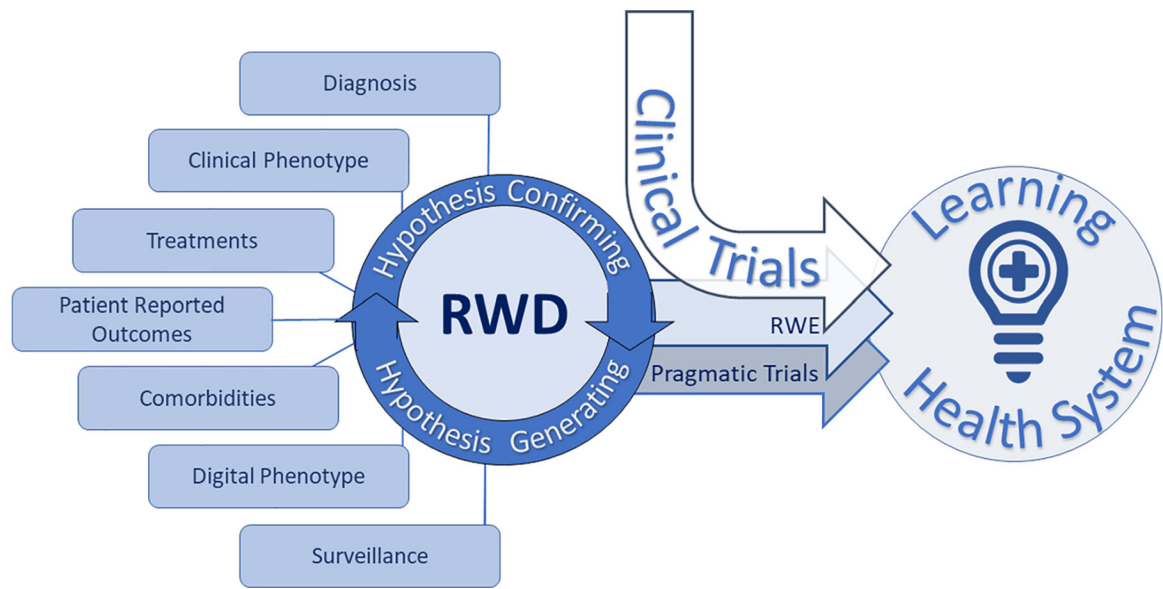 Diagnosis
Clinical Phenotype
Treatments
Patient Reported
Outcomes
Comorbidities
Digital Phenotype
Surveillance
Hypothesis Confirming
RWD
Hypothesis Generating
Clinical Trials
RWE
Pragmatic Trials
Learning
Health System